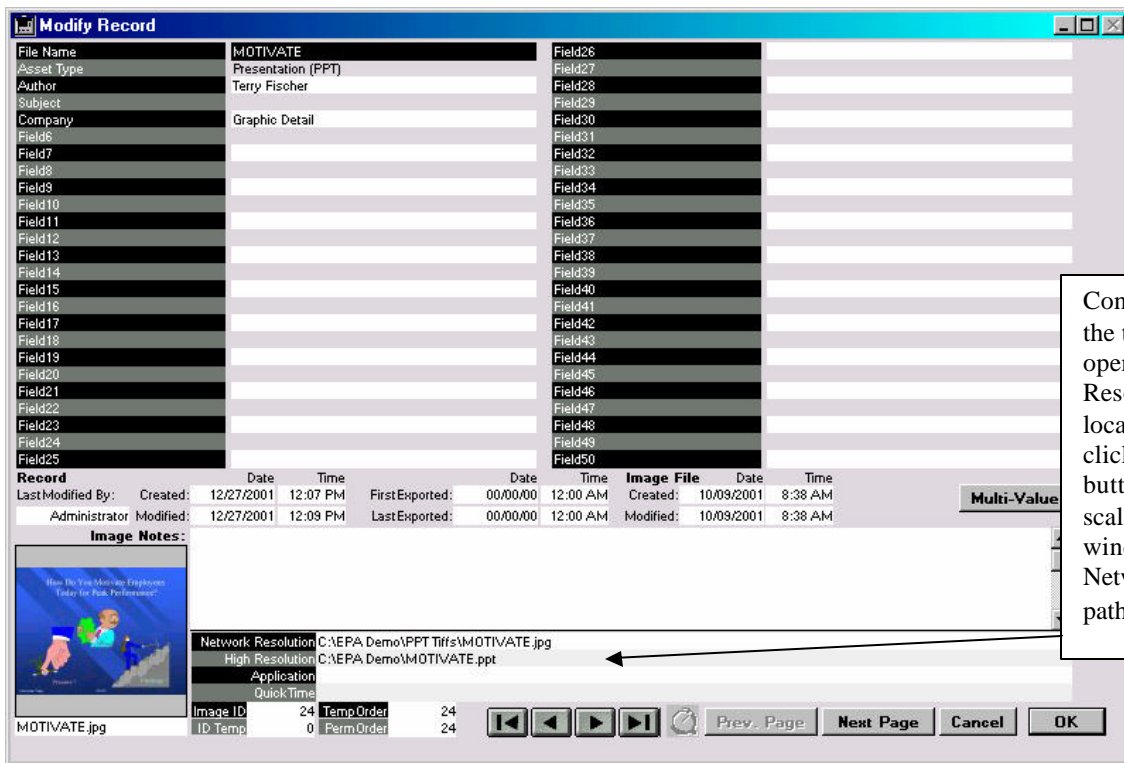 Modify Record
File Name MOTIVATE
Asset Type Presentation (PPT)
Author Terry Fischer
Subject
Company Graphic Detail
Field6
Field7
Field8
Field9
Field10
Field11
Field12
Field13
Field14
Field15
Field16
Field17
Field18
Field19
Field20
Field21
Field22
Field23
Field24
Field25
Field26
Field27
Field28
Field29
Field30
Field31
Field32
Field33
Field34
Field35
Field36
Field37
Field38
Field39
Field40
Field41
Field42
Field43
Field44
Field45
Field46
Field47
Field48
Field49
Field50
Record Date Time Date Time Image File Date Time
Last Modified By: Created: 12/27/2001 12:07 PM First Exported: 00/00/00 12:00 AM Created: 10/09/2001 8:38 AM
Administrator Modified: 12/27/2001 12:09 PM Last Exported: 00/00/00 12:00 AM Modified: 10/09/2001 8:38 AM
Multi-Value
Image Notes:
How Do You Motivate Employees
Today for Peak Performance?
MOTIVATE.jpg
Network Resolution C:\EPA Demo\PPT Tiffs\MOTIVATE.jpg
High Resolution C:\EPA Demo\MOTIVATE.ppt
Application
QuickTime
Image ID 24 Temp Order 24
ID Temp 0 Perm Order 24
Prev. Page Next Page Cancel OK
Con
the
oper
Res
loca
clic
butt
scal
win
Net
path